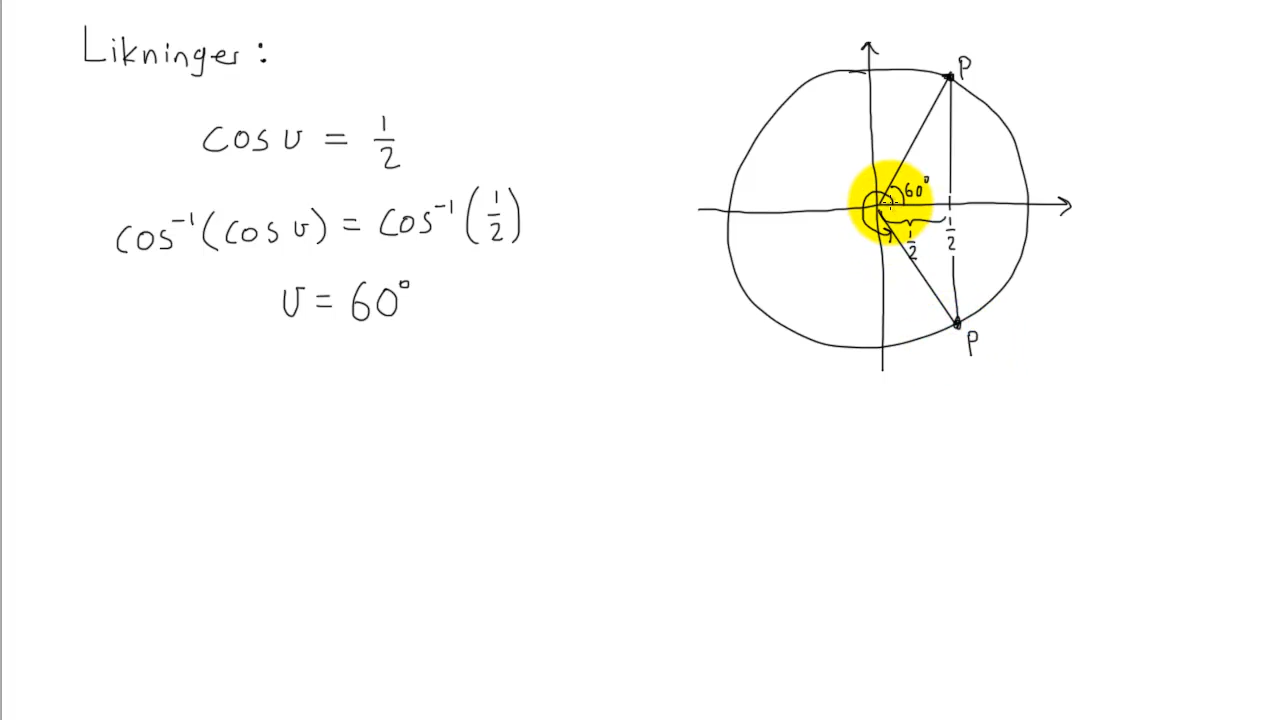 Likninger:
cos v = 1/2
cos⁻¹(cos v) = cos⁻¹(1/2)
v = 60°
P
60°
1/2
1/2
P